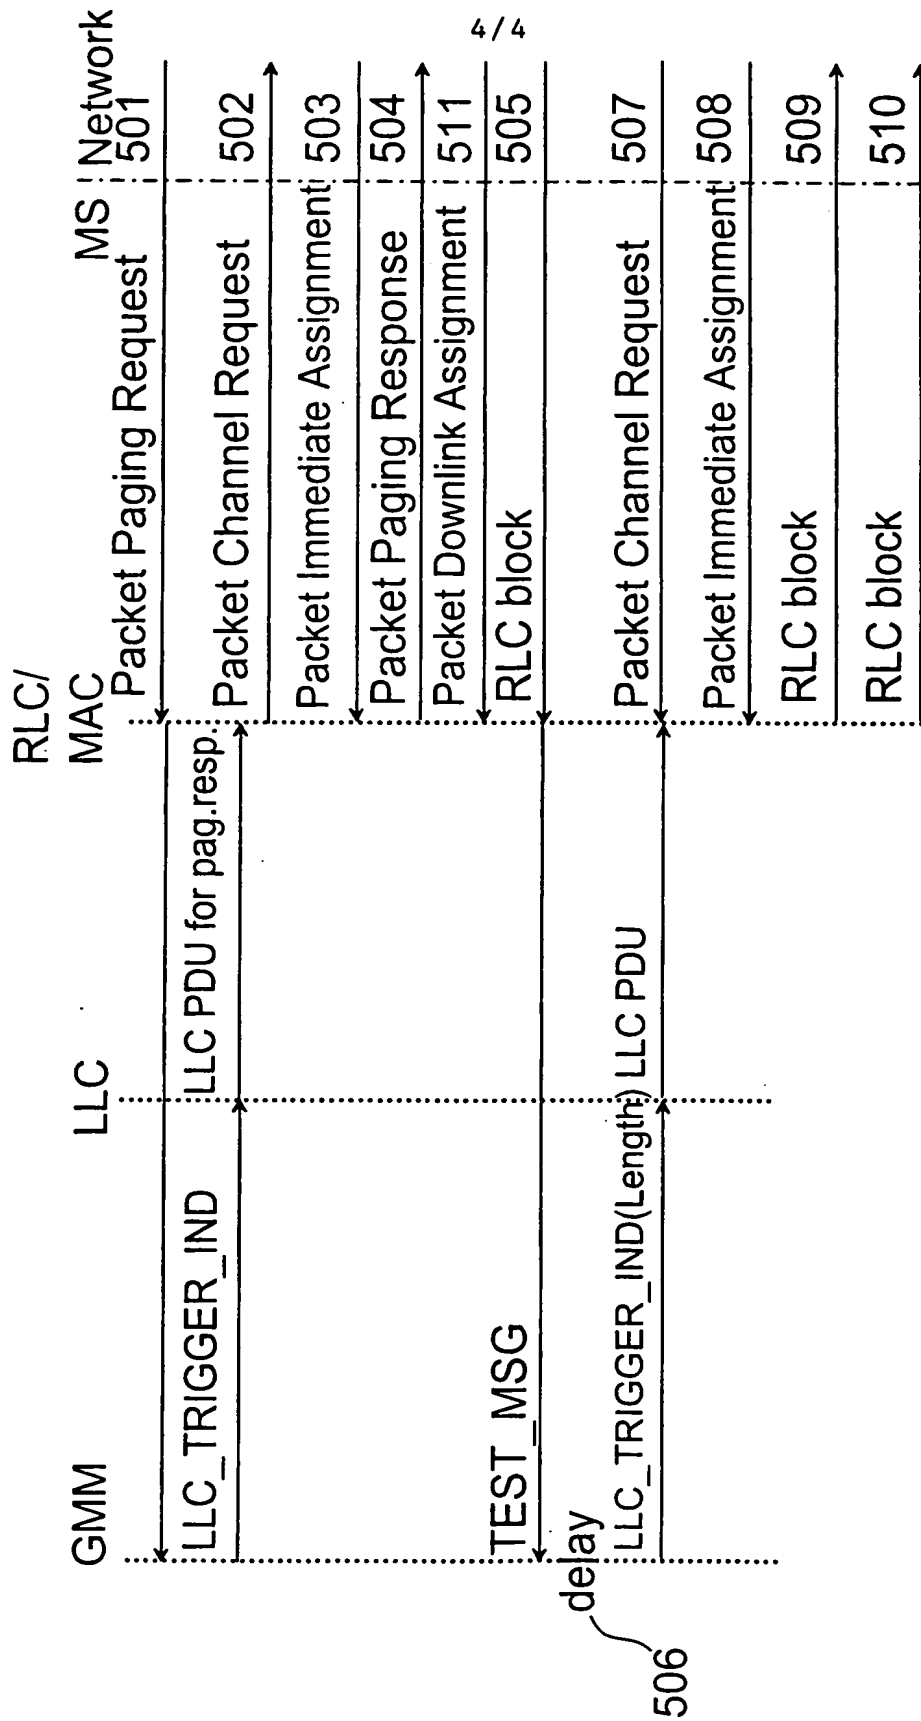 4/4
GMM
LLC
RLC/
MAC
MS
Network
Packet Paging Request
501
LLC_TRIGGER_IND
LLC PDU for pag.resp.
Packet Channel Request
502
Packet Immediate Assignment
503
Packet Paging Response
504
Packet Downlink Assignment
511
TEST_MSG
RLC block
505
delay
506
LLC_TRIGGER_IND(Length)
LLC PDU
Packet Channel Request
507
Packet Immediate Assignment
508
RLC block
509
RLC block
510